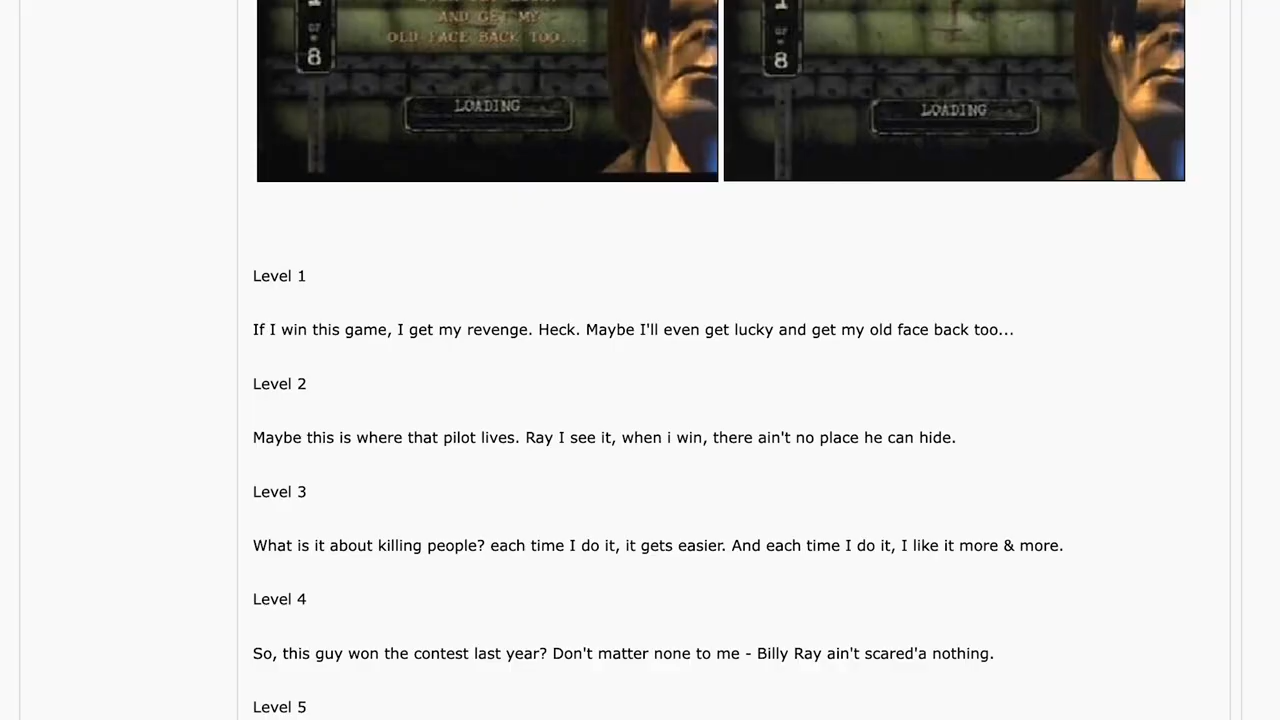 AND GET MY
OLD FACE BACK TOO...
OF
8
LOADING
OF
8
LOADING
Level 1
If I win this game, I get my revenge. Heck. Maybe I'll even get lucky and get my old face back too...
Level 2
Maybe this is where that pilot lives. Ray I see it, when i win, there ain't no place he can hide.
Level 3
What is it about killing people? each time I do it, it gets easier. And each time I do it, I like it more & more.
Level 4
So, this guy won the contest last year? Don't matter none to me - Billy Ray ain't scared'a nothing.
Level 5